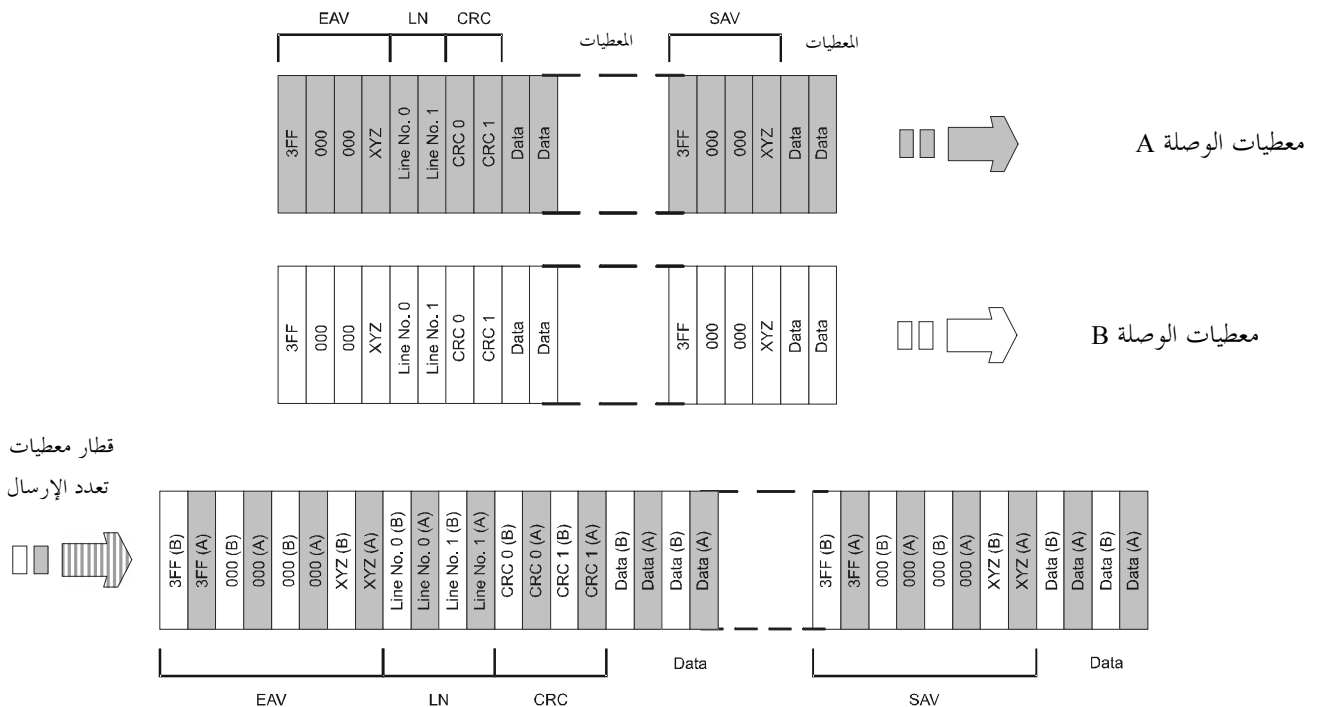 EAV LN CRC المعطيات SAV المعطيات
3FF 000 000 XYZ Line No. 0 Line No. 1 CRC 0 CRC 1 Data Data 3FF 000 000 XYZ Data Data
معطيات الوصلة A
3FF 000 000 XYZ Line No. 0 Line No. 1 CRC 0 CRC 1 Data Data 3FF 000 000 XYZ Data Data
معطيات الوصلة B
قطار معطيات
تعدد الإرسال
3FF (B) 3FF (A) 000 (B) 000 (A) 000 (B) 000 (A) XYZ (B) XYZ (A) Line No. 0 (B) Line No. 0 (A) Line No. 1 (B) Line No. 1 (A) CRC 0 (B) CRC 0 (A) CRC 1 (B) CRC 1 (A) Data (B) Data (A) Data (B) Data (A) 3FF (B) 3FF (A) 000 (B) 000 (A) 000 (B) 000 (A) XYZ (B) XYZ (A) Data (B) Data (A) Data (B) Data (A)
Data Data
EAV LN CRC SAV